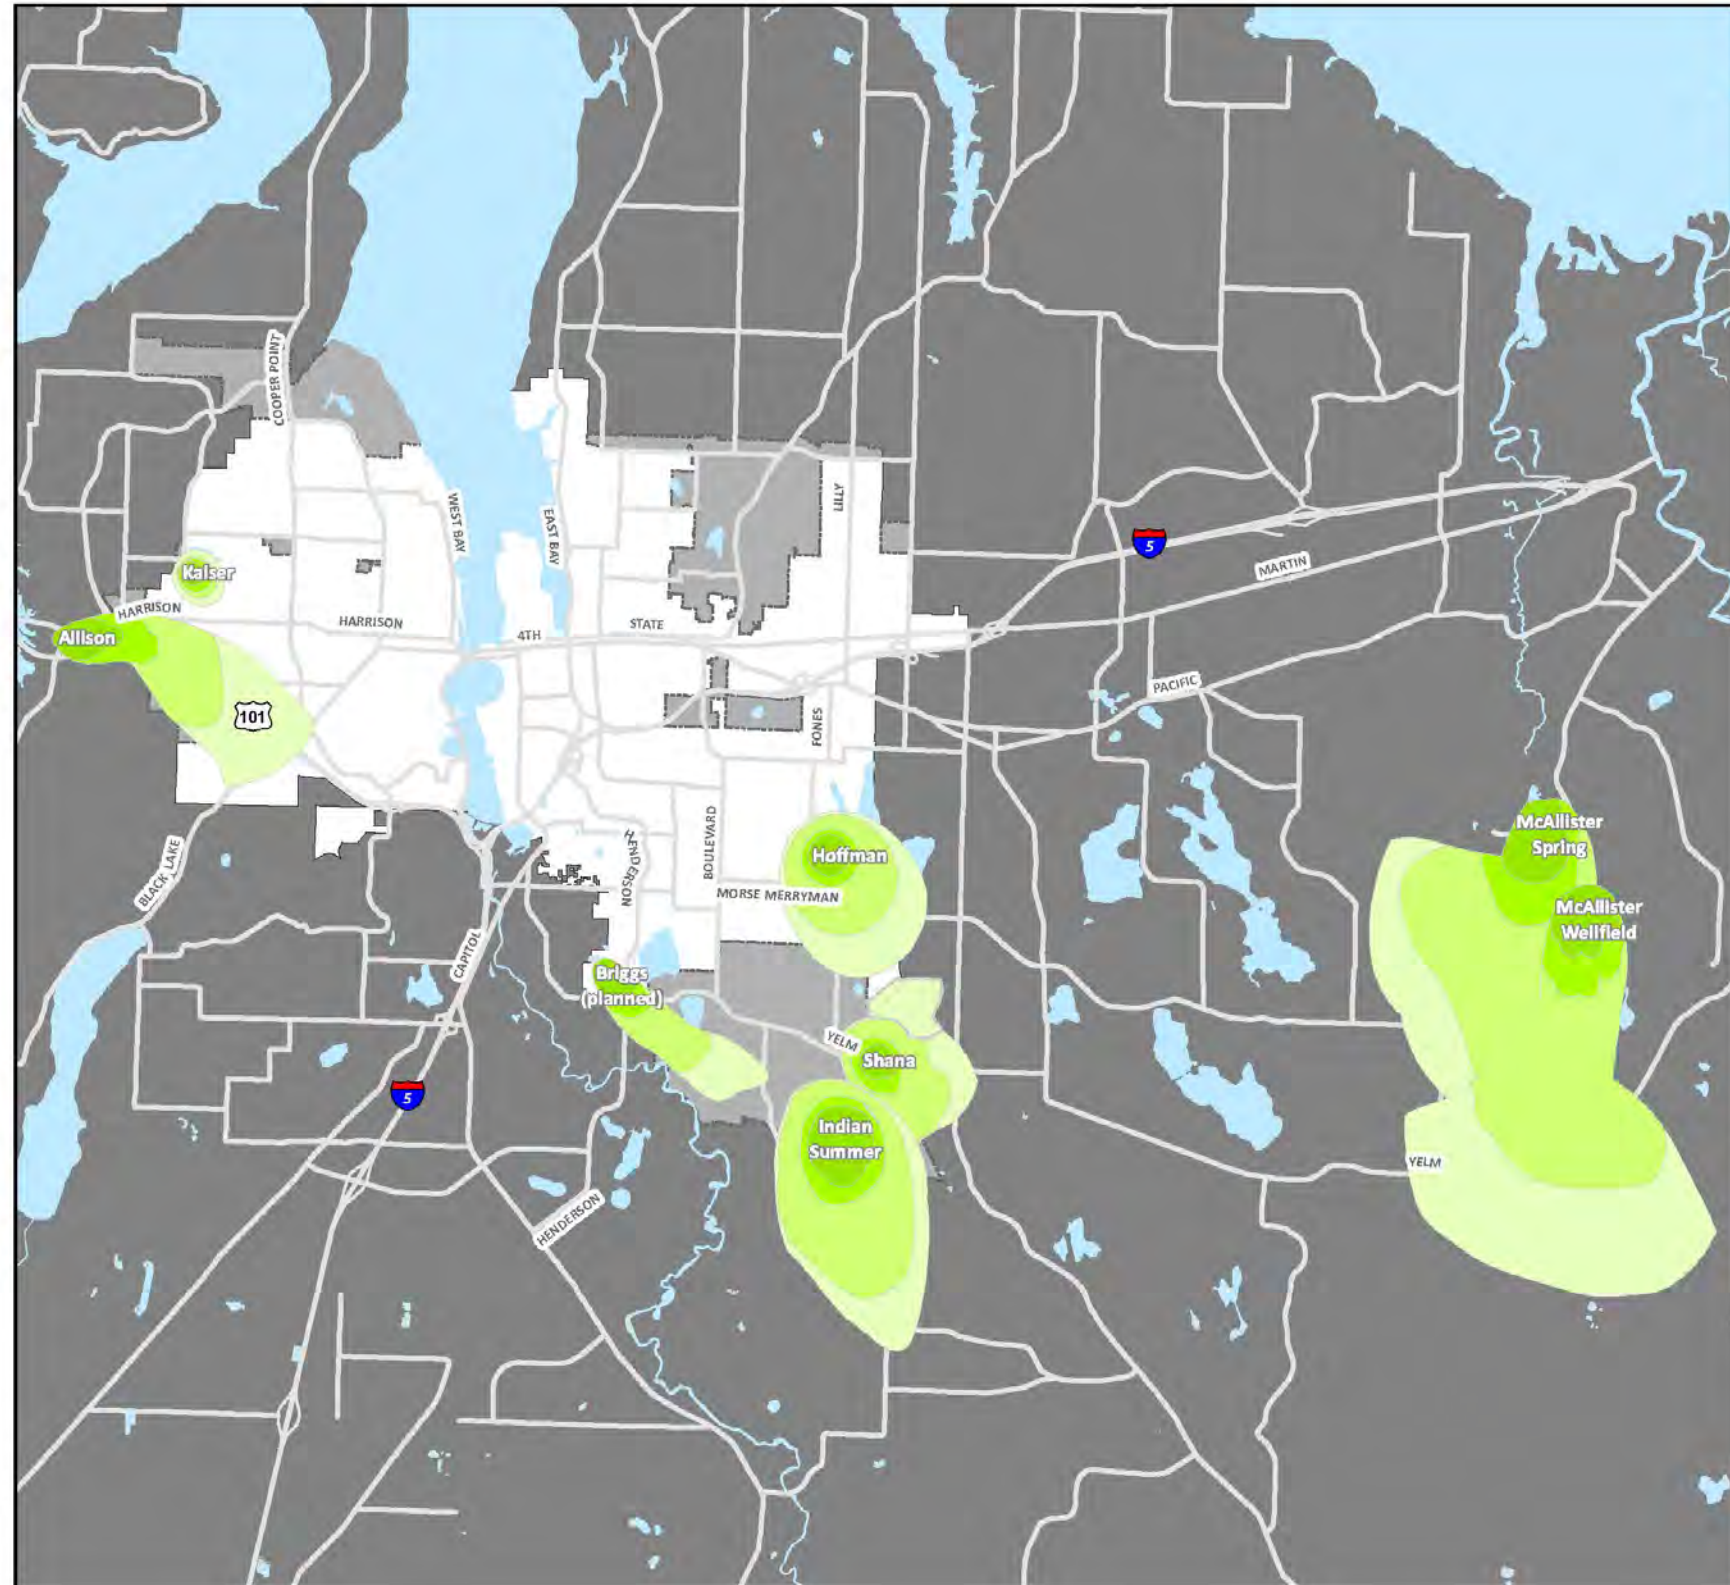 COOPER POINT
WEST BAY
EAST BAY
LILLY
5
MARTIN
Kaiser
HARRISON
HARRISON
Allison
4TH
STATE
PACIFIC
101
FONES
BOULEVARD
HENDERSON
McAllister
Spring
Hoffman
BLACK LAKE
MORSE MERRYMAN
McAllister
Wellfield
CAPITOL
Briggs
(planned)
YELM
Shana
5
Indian
Summer
YELM
HENDERSON